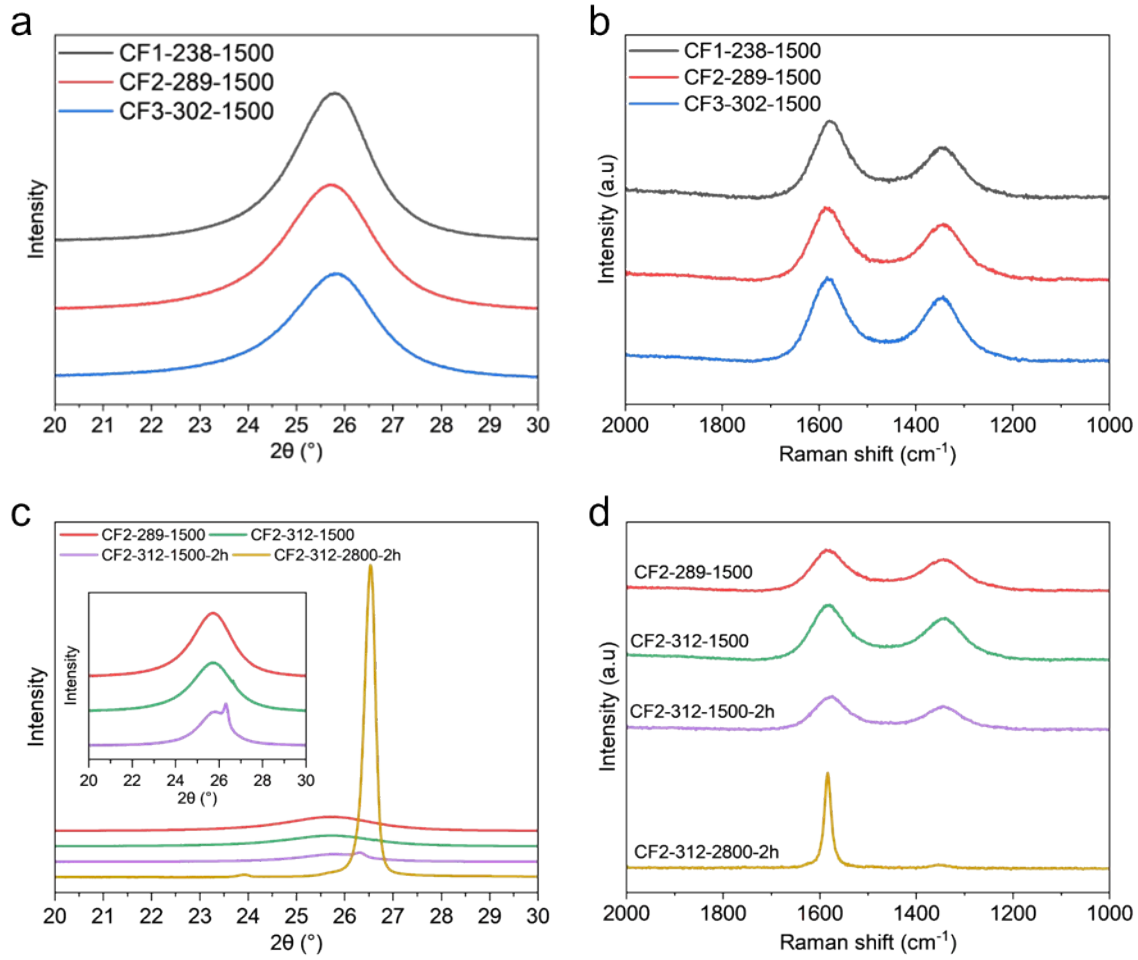 a
CF1-238-1500
CF2-289-1500
CF3-302-1500
Intensity
20 21 22 23 24 25 26 27 28 29 30
2θ (°)
b
CF1-238-1500
CF2-289-1500
CF3-302-1500
Intensity (a.u)
2000 1800 1600 1400 1200 1000
Raman shift (cm⁻¹)
c
CF2-289-1500 CF2-312-1500
CF2-312-1500-2h CF2-312-2800-2h
Intensity
20 22 24 26 28 30
2θ (°)
Intensity
20 21 22 23 24 25 26 27 28 29 30
2θ (°)
d
CF2-289-1500
CF2-312-1500
CF2-312-1500-2h
CF2-312-2800-2h
Intensity (a.u)
2000 1800 1600 1400 1200 1000
Raman shift (cm⁻¹)